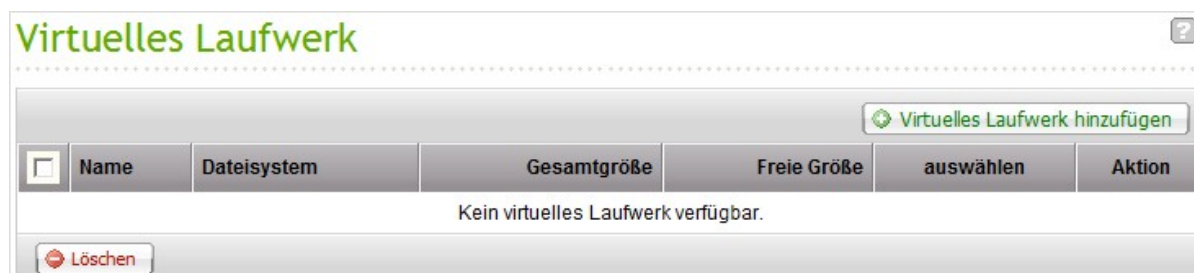 Virtuelles Laufwerk
?
Virtuelles Laufwerk hinzufügen
Name Dateisystem Gesamtgröße Freie Größe auswählen Aktion
Kein virtuelles Laufwerk verfügbar.
Löschen